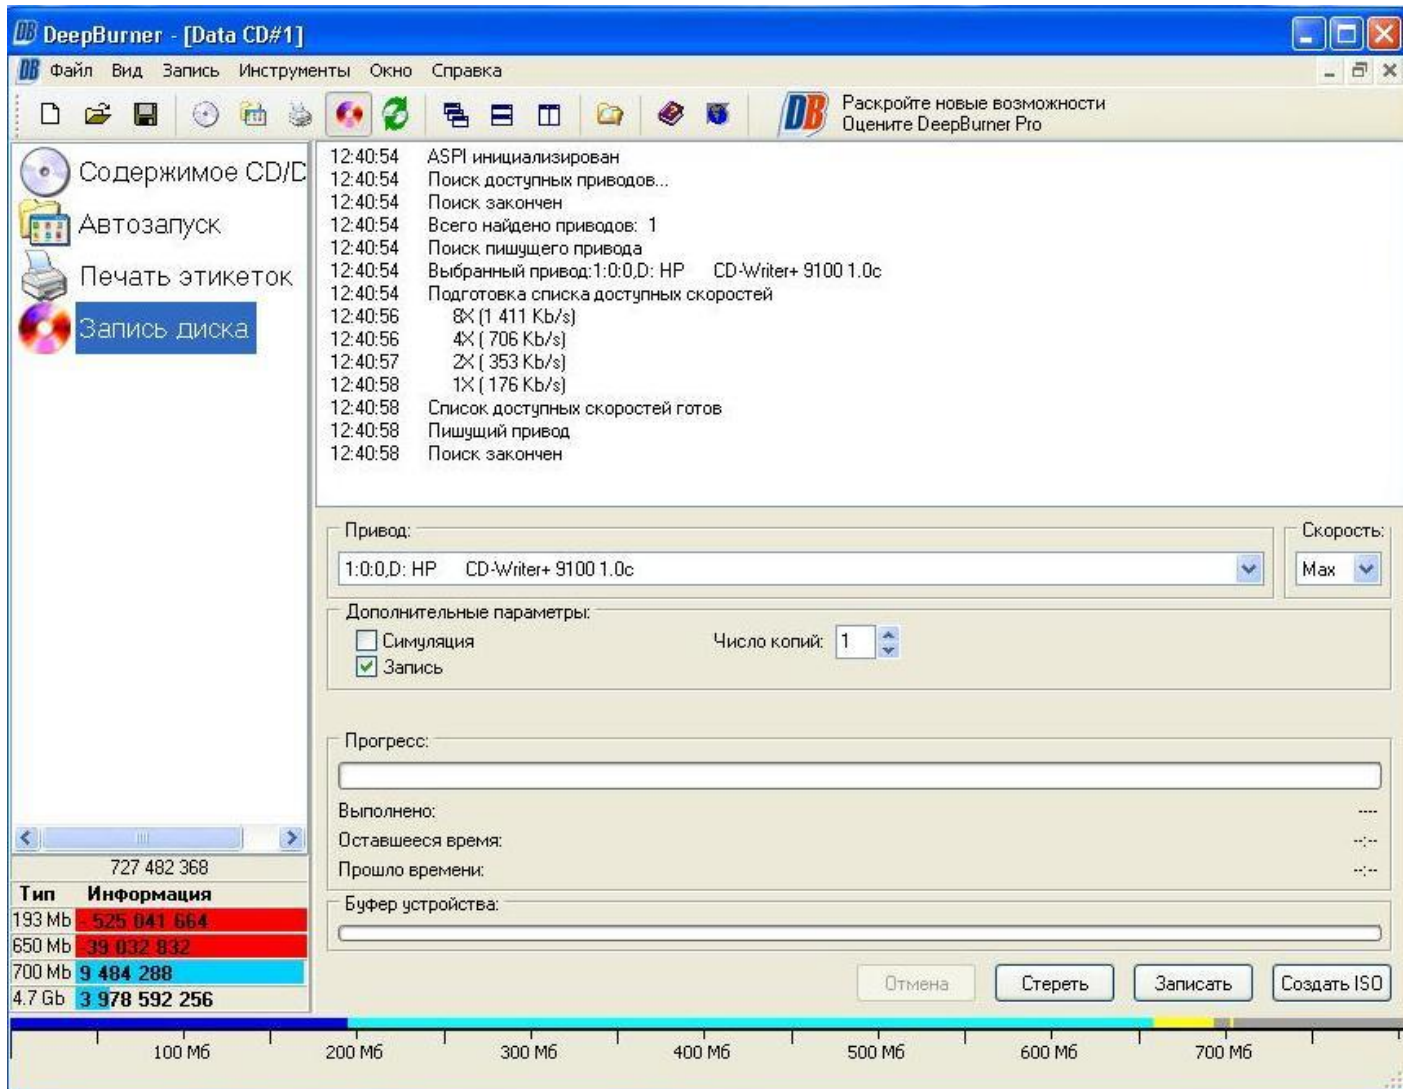 DeepBurner - [Data CD#1]
Файл Вид Запись Инструменты Окно Справка
Раскройте новые возможности
Оцените DeepBurner Pro
Содержимое CD/D
Автозапуск
Печать этикеток
Запись диска
12:40:54 ASPI инициализирован
12:40:54 Поиск доступных приводов...
12:40:54 Поиск закончен
12:40:54 Всего найдено приводов: 1
12:40:54 Поиск пишущего привода
12:40:54 Выбранный привод:1:0:0,D: HP CD-Writer+ 9100 1.0c
12:40:54 Подготовка списка доступных скоростей
12:40:56 8X (1 411 Kb/s)
12:40:56 4X ( 706 Kb/s)
12:40:57 2X ( 353 Kb/s)
12:40:58 1X ( 176 Kb/s)
12:40:58 Список доступных скоростей готов
12:40:58 Пишущий привод
12:40:58 Поиск закончен
Привод: Скорость:
1:0:0,D: HP CD-Writer+ 9100 1.0c Max
Дополнительные параметры:
Симуляция Число копий: 1
Запись
Прогресс:
Выполнено: ----
Оставшееся время: --:--
Прошло времени: --:--
Буфер устройства:
Отмена Стереть Записать Создать ISO
727 482 368
Тип Информация
193 Mb - 525 041 664
650 Mb -39 032 832
700 Mb 9 484 288
4.7 Gb 3 978 592 256
100 Мб 200 Мб 300 Мб 400 Мб 500 Мб 600 Мб 700 Мб